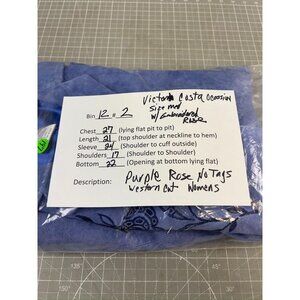 Victoria Costa Occasion
Bin 12 # 2 Size med
w/ Embroidered
Rose
Chest 27 (lying flat pit to pit)
Length 21 (top shoulder at neckline to hem)
Sleeve 24 (Shoulder to cuff outside)
Shoulders 17 (Shoulder to Shoulder)
Bottom 22 (Opening at bottom lying flat)
Description: Purple Rose No Tags
Western Cut Womens